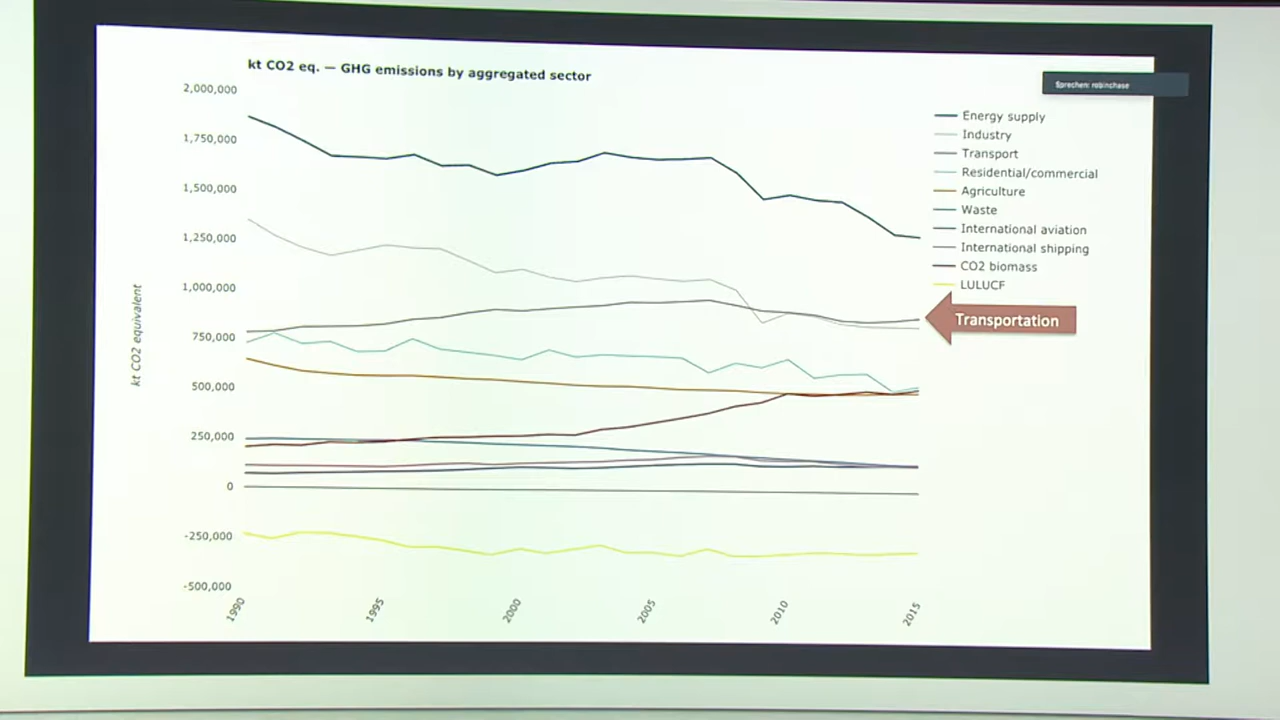 kt CO2 eq. — GHG emissions by aggregated sector
Sprechen: robinchase
2,000,000
1,750,000
1,500,000
1,250,000
1,000,000
750,000
500,000
250,000
0
-250,000
-500,000
kt CO2 equivalent
1990
1995
2000
2005
2010
2015
Energy supply
Industry
Transport
Residential/commercial
Agriculture
Waste
International aviation
International shipping
CO2 biomass
LULUCF
Transportation